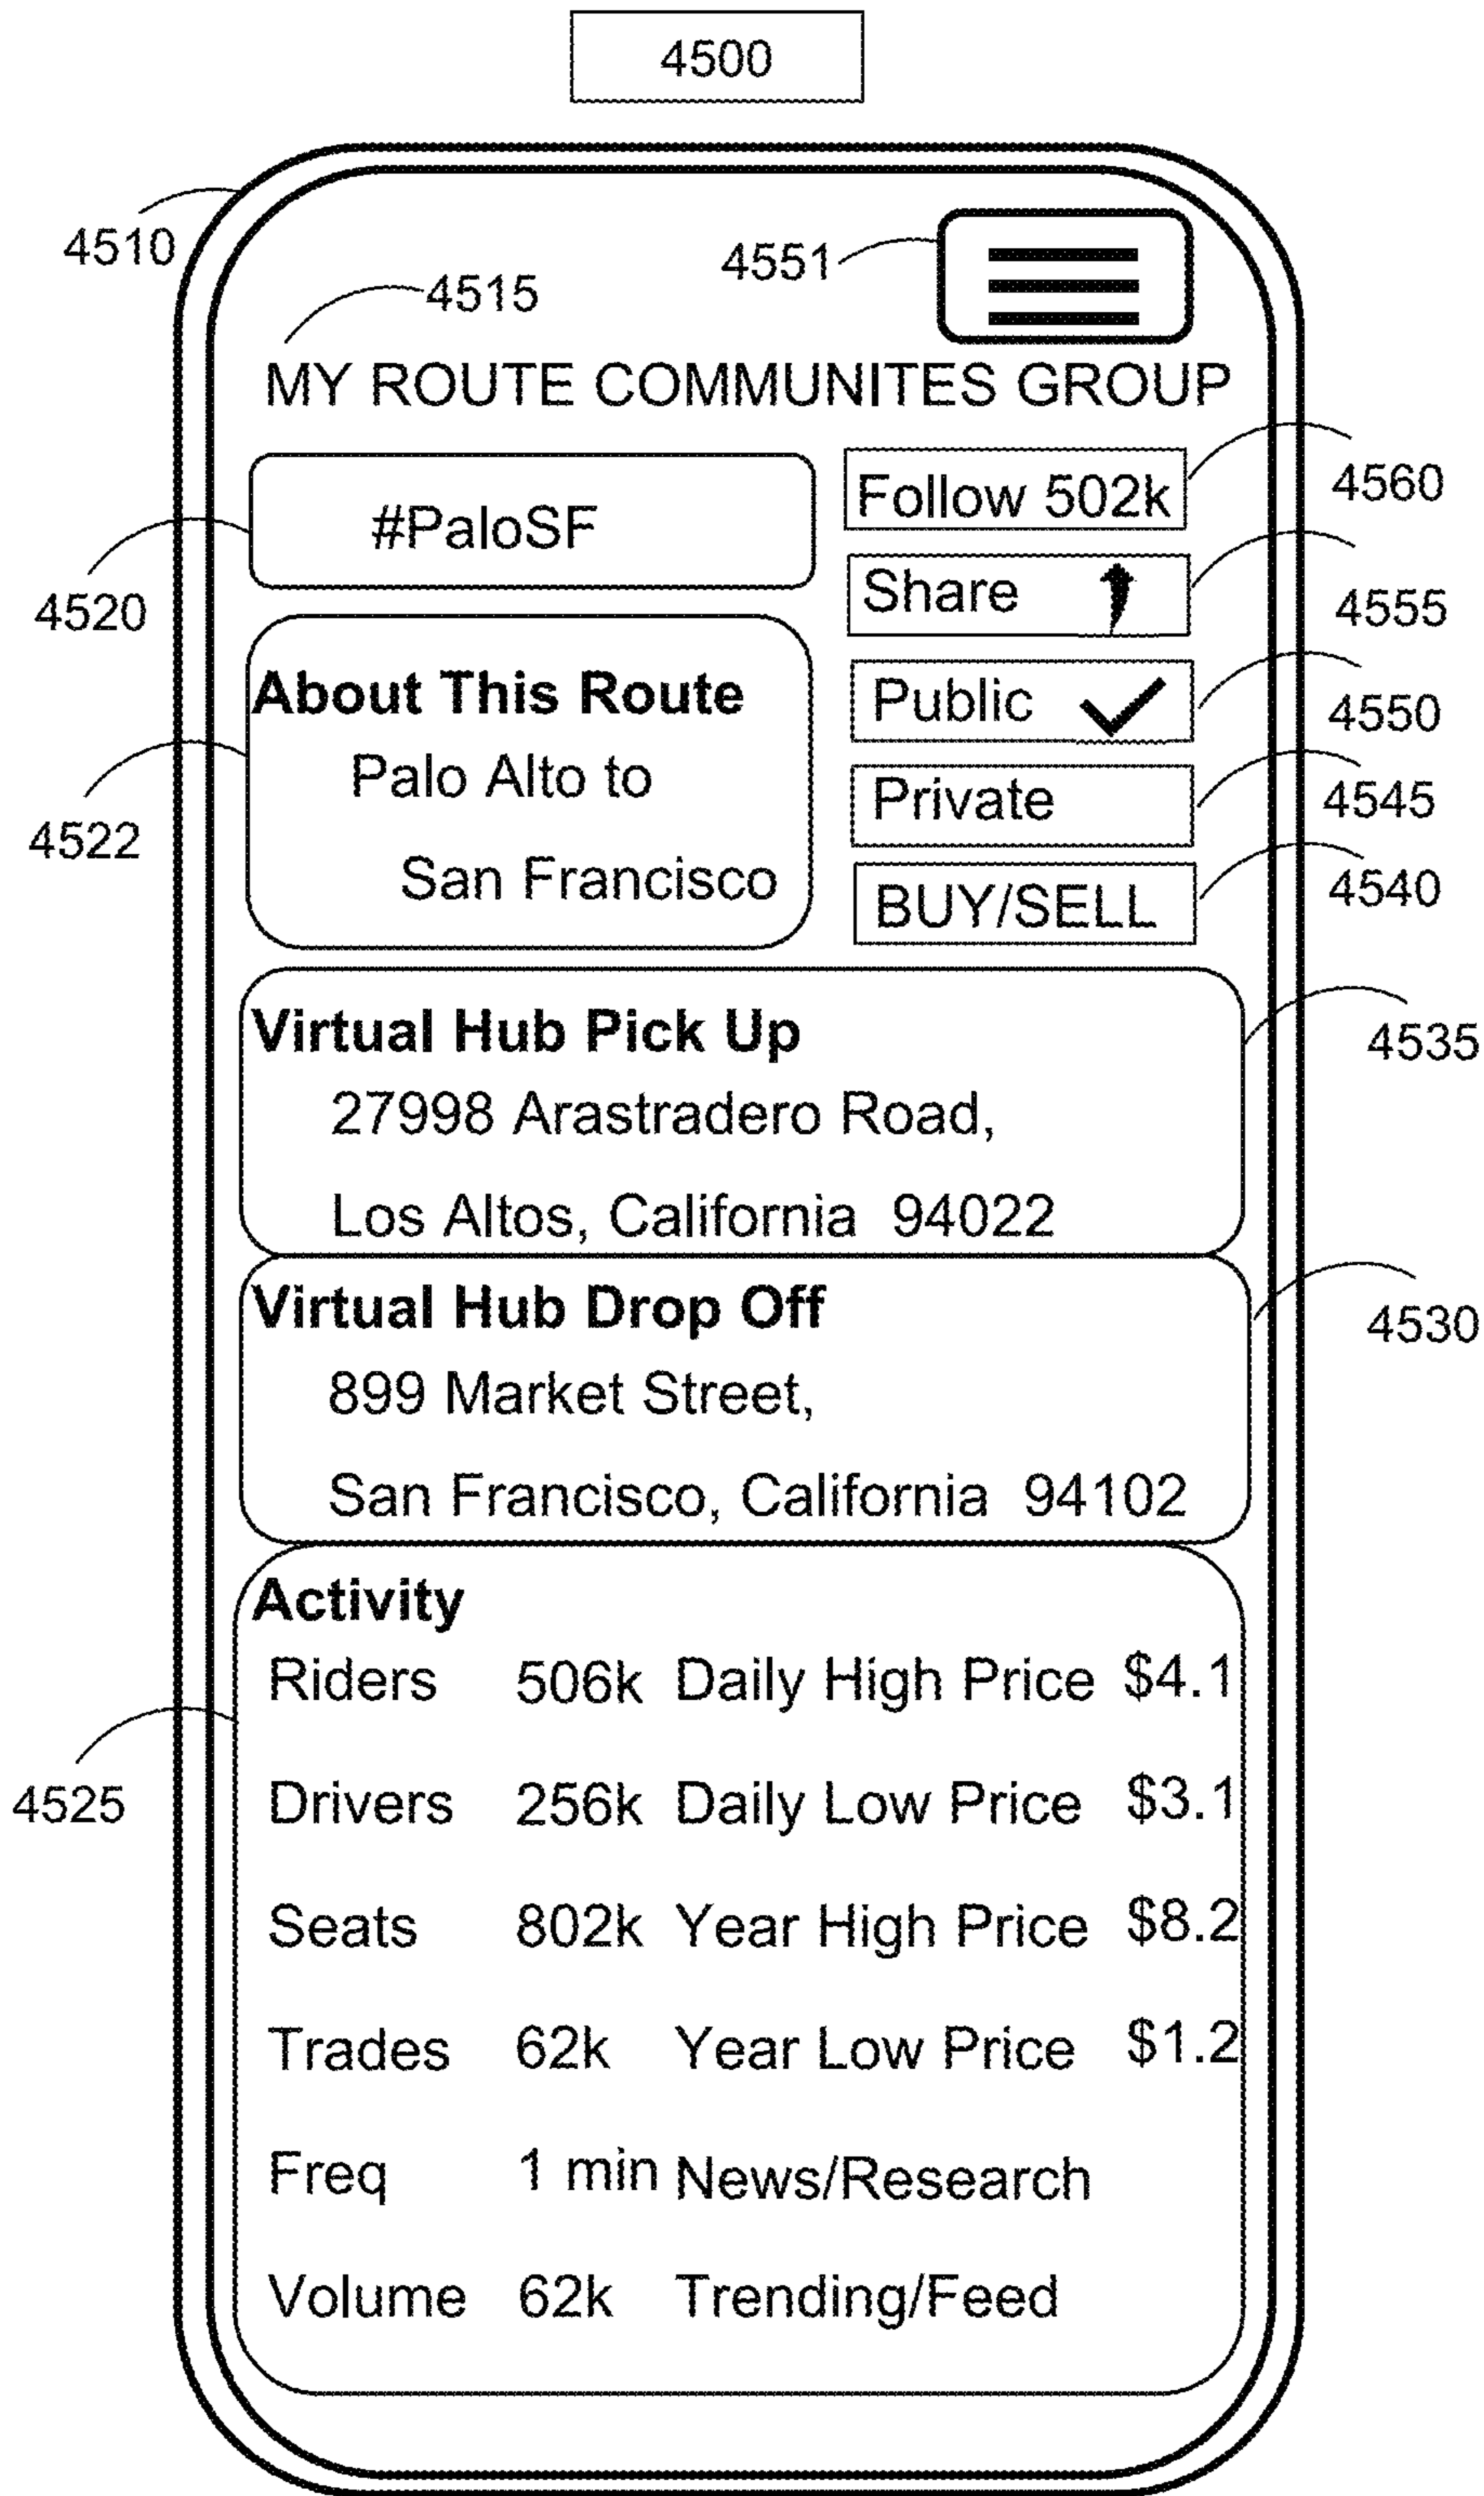 4500
4510
4551
4515
MY ROUTE COMMUNITES GROUP
#PaloSF
Follow 502k
4560
4520
Share
4555
About This Route
Palo Alto to
San Francisco
4522
Public
4550
Private
4545
BUY/SELL
4540
Virtual Hub Pick Up
27998 Arastradero Road,
Los Altos, California 94022
4535
Virtual Hub Drop Off
899 Market Street,
San Francisco, California 94102
4530
Activity
Riders 506k Daily High Price $4.1
Drivers 256k Daily Low Price $3.1
4525
Seats 802k Year High Price $8.2
Trades 62k Year Low Price $1.2
Freq 1 min News/Research
Volume 62k Trending/Feed